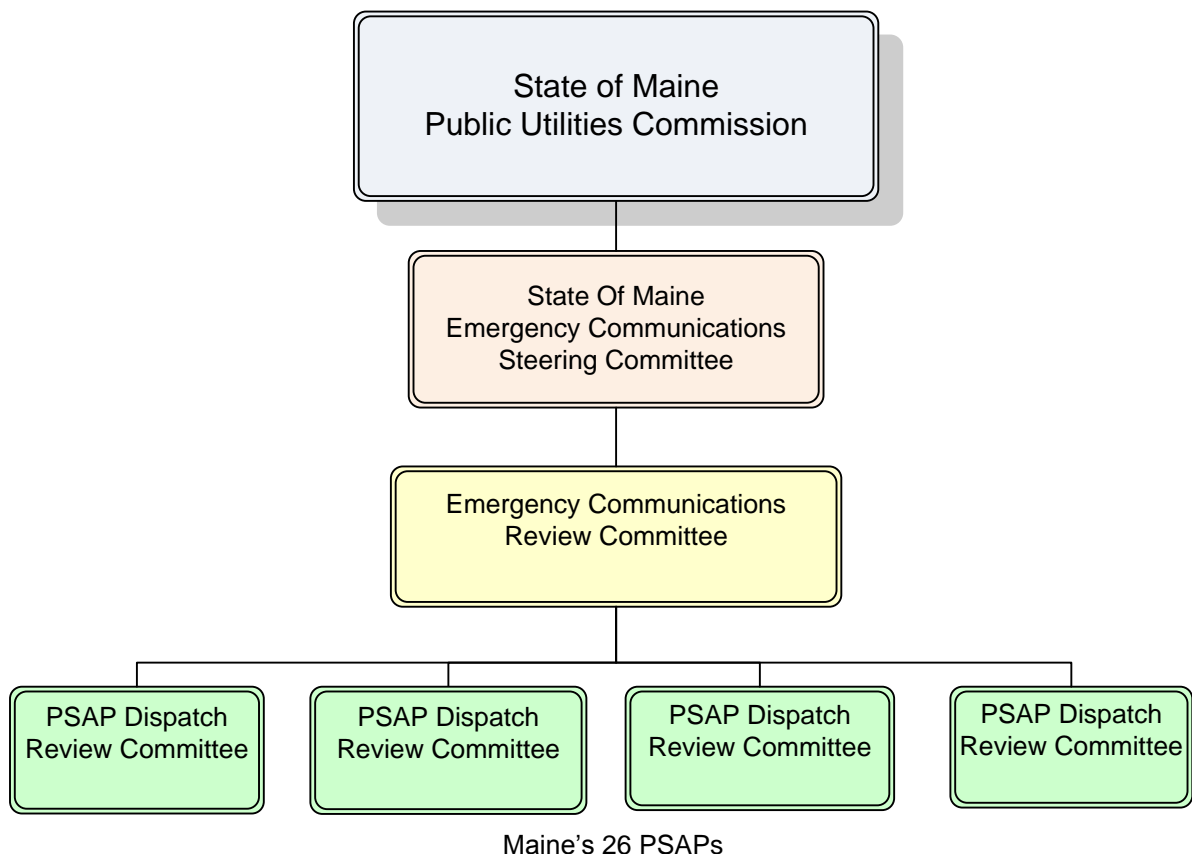 State of Maine
Public Utilities Commission
State Of Maine
Emergency Communications
Steering Committee
Emergency Communications
Review Committee
PSAP Dispatch
Review Committee
PSAP Dispatch
Review Committee
PSAP Dispatch
Review Committee
PSAP Dispatch
Review Committee
Maine's 26 PSAPs